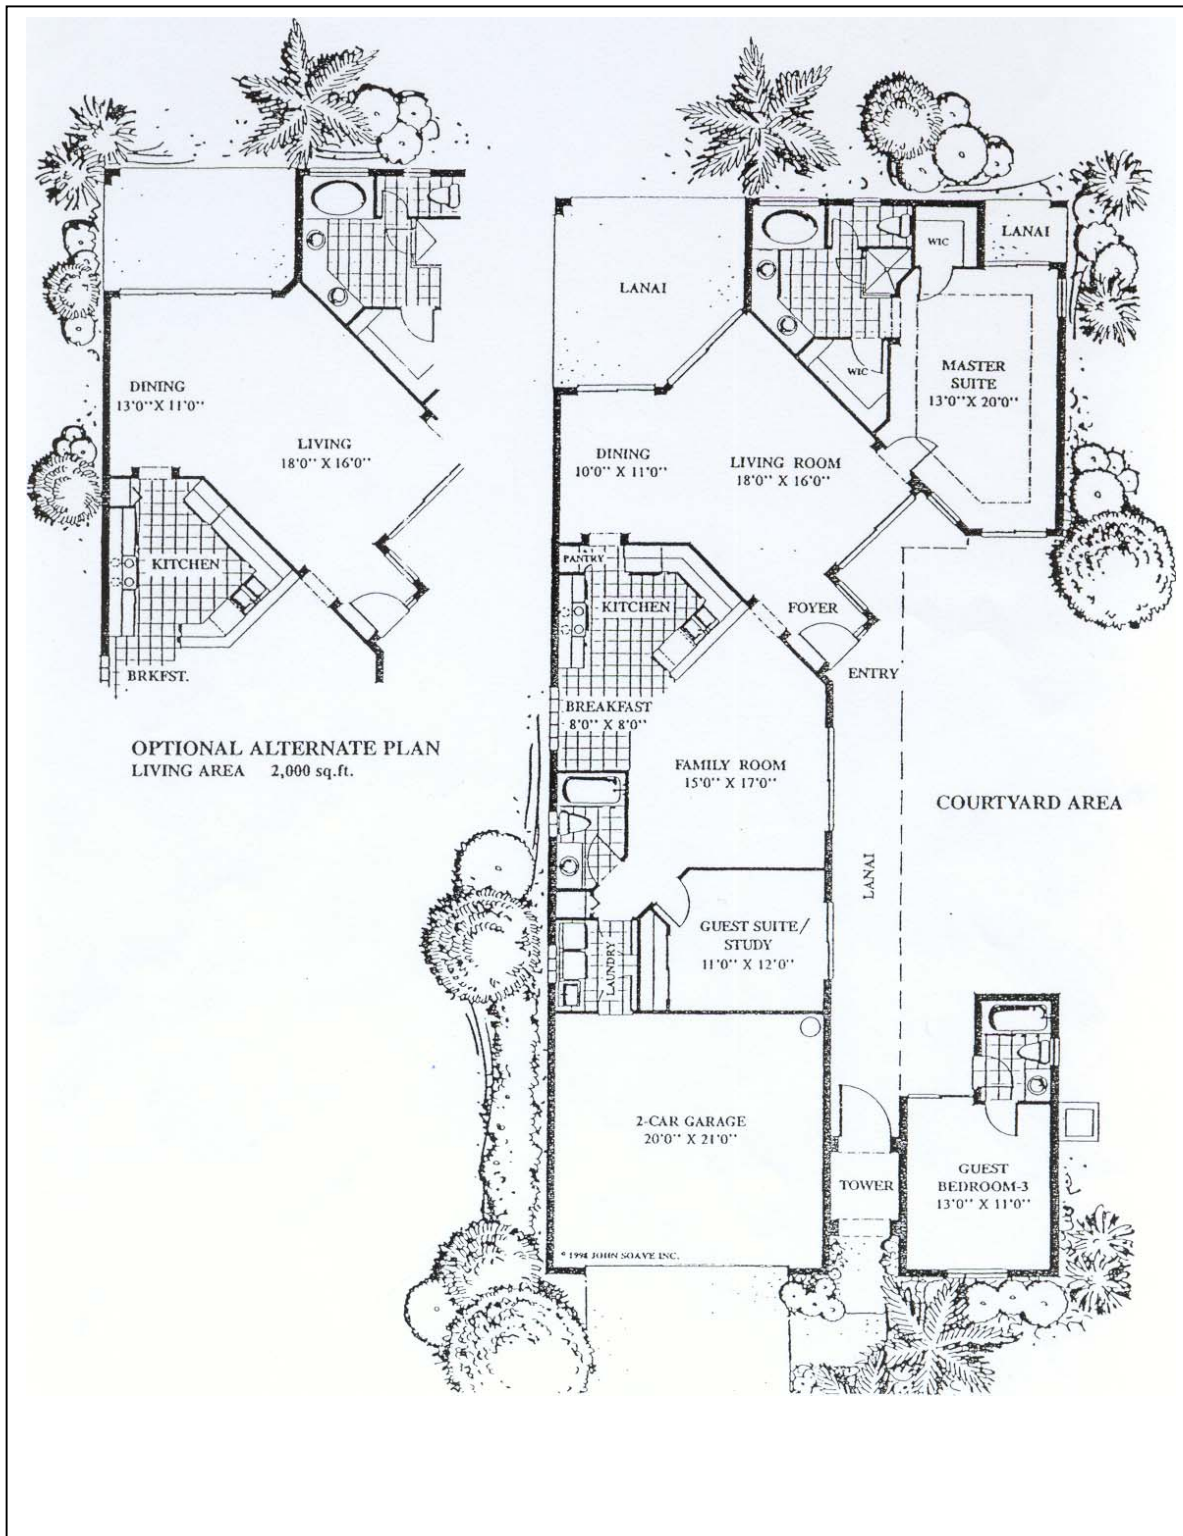 DINING
13'0" X 11'0"
LIVING
18'0" X 16'0"
KITCHEN
BRKFST.
OPTIONAL ALTERNATE PLAN
LIVING AREA 2,000 sq.ft.
LANAI
WIC
LANAI
WIC
MASTER
SUITE
13'0" X 20'0"
DINING
10'0" X 11'0"
LIVING ROOM
18'0" X 16'0"
PANTRY
KITCHEN
FOYER
ENTRY
BREAKFAST
8'0" X 8'0"
FAMILY ROOM
15'0" X 17'0"
COURTYARD AREA
LANAI
GUEST SUITE/
STUDY
11'0" X 12'0"
LAUNDRY
2-CAR GARAGE
20'0" X 21'0"
TOWER
GUEST
BEDROOM-3
13'0" X 11'0"
© 1994 JOHN SOAVE INC.